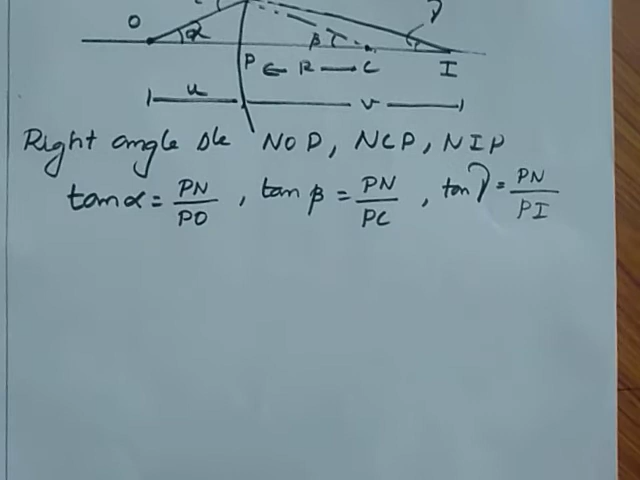 O α β γ
P ← R — C I
u v
Right angle Δle NOP, NCP, NIP
tan α = PN/PO , tan β = PN/PC , tan γ = PN/PI